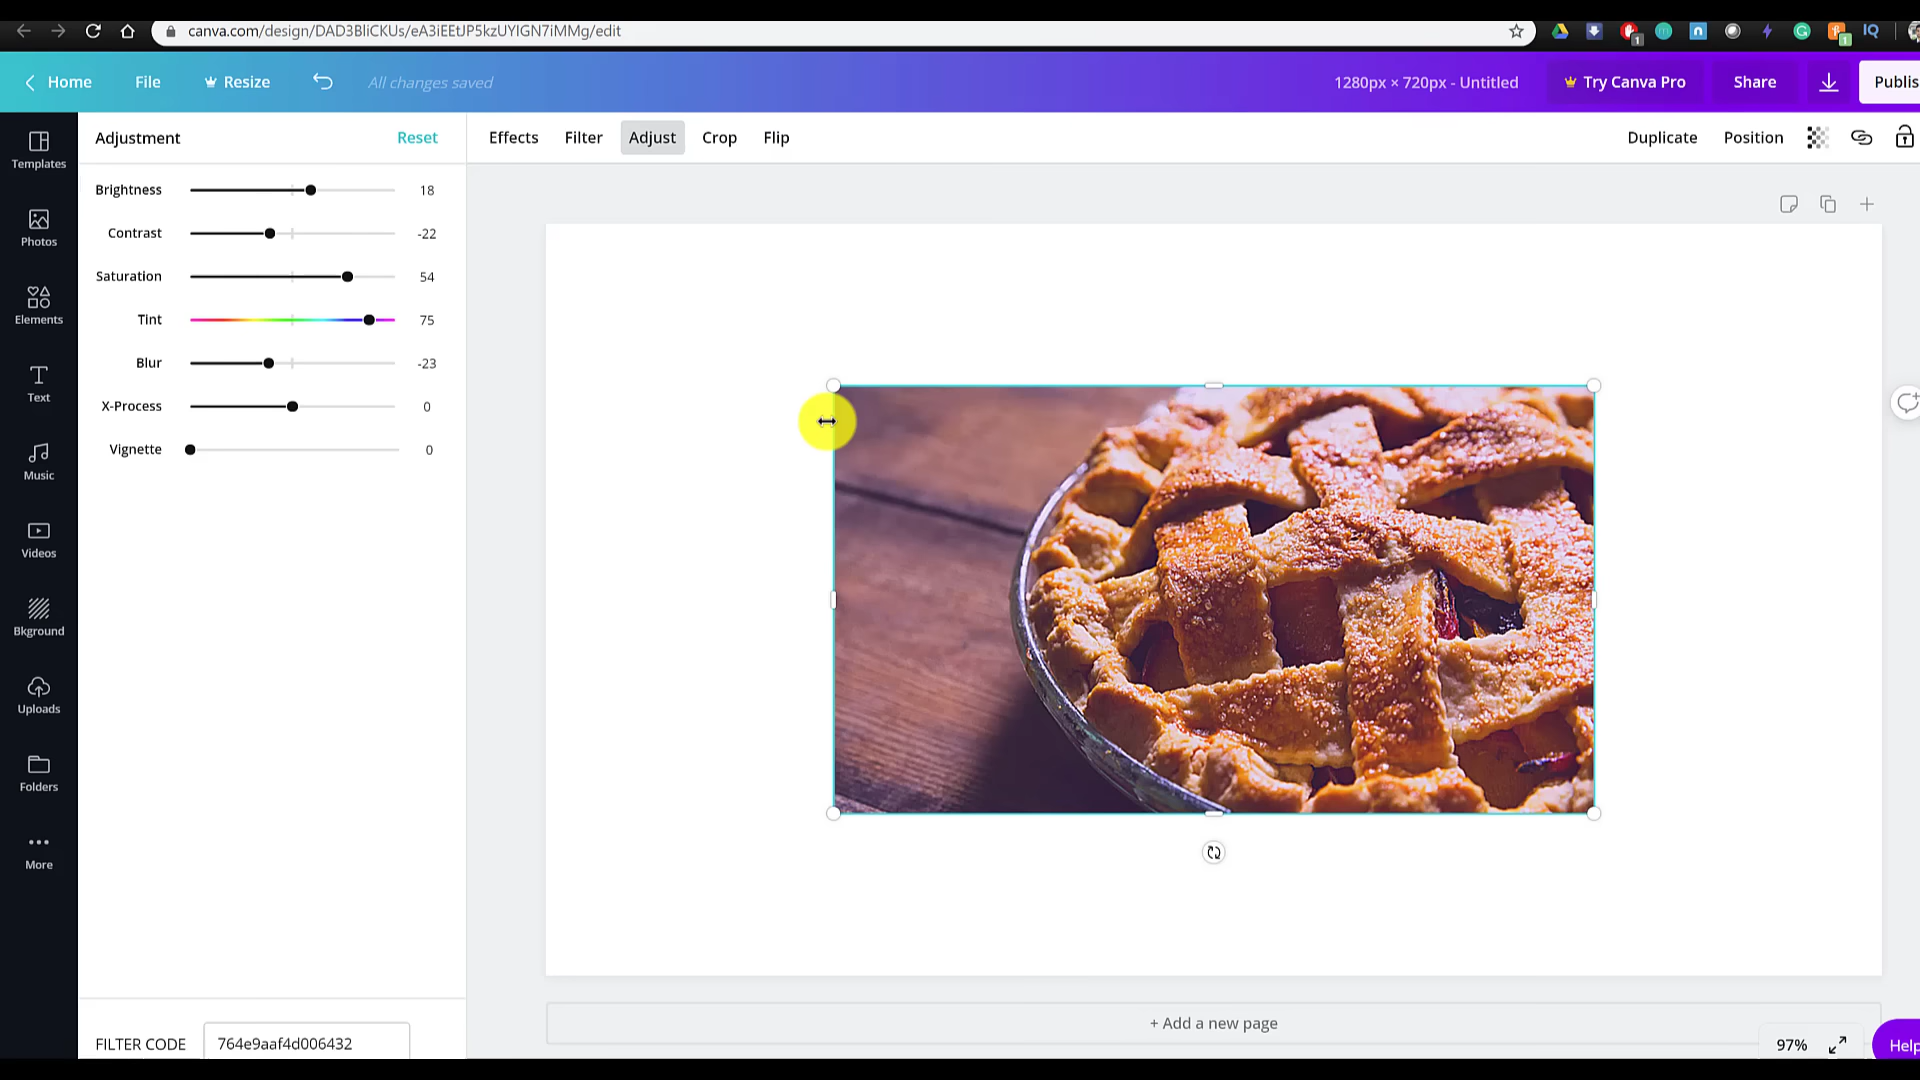 canva.com/design/DAD3BliCKUs/eA3iEEtJP5kzUYIGN7iMMg/edit
1
1
IQ
Home
File
Resize
All changes saved
1280px × 720px - Untitled
Try Canva Pro
Share
Publis
Templates
Photos
Elements
Text
Music
Videos
Bkground
Uploads
Folders
More
Adjustment
Reset
Brightness 18
Contrast -22
Saturation 54
Tint 75
Blur -23
X-Process 0
Vignette 0
FILTER CODE 764e9aaf4d006432
Effects
Filter
Adjust
Crop
Flip
Duplicate
Position
+ Add a new page
97%
Help